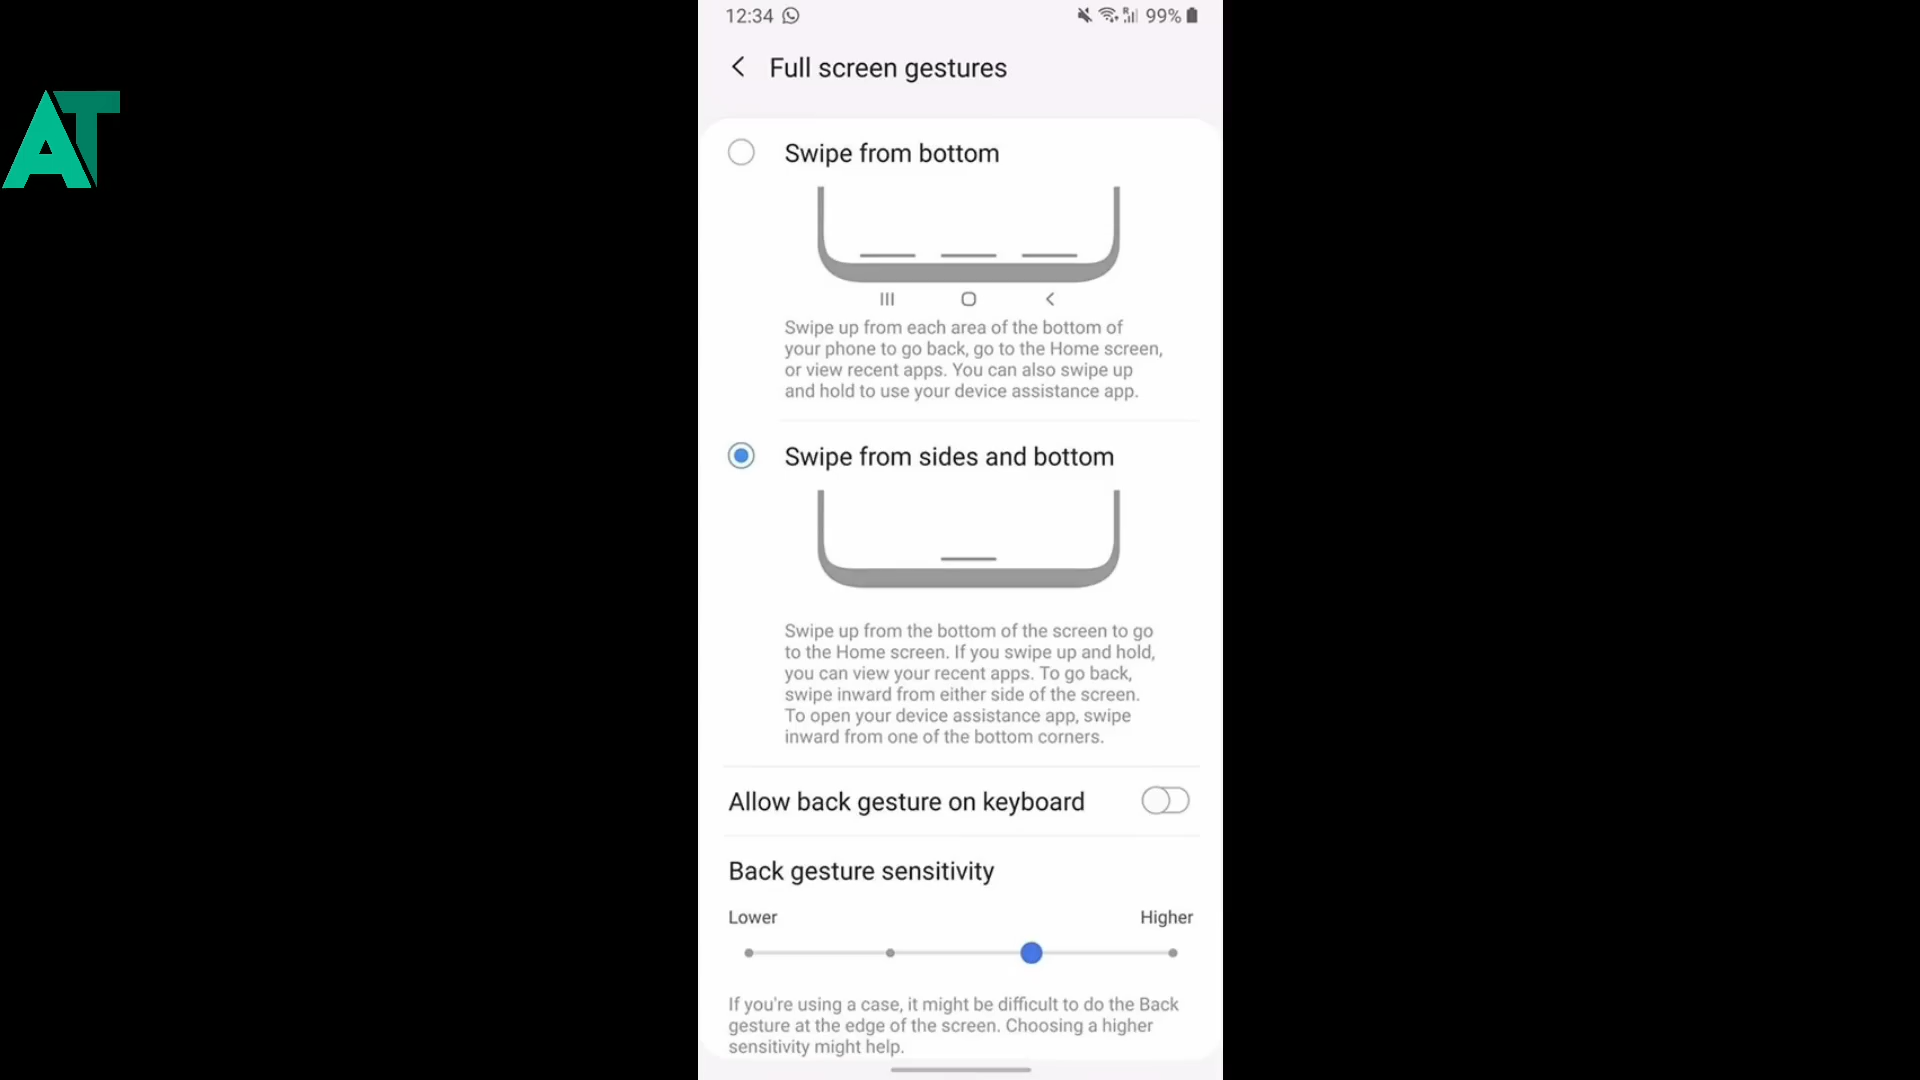 12:34 99%
AT
Full screen gestures
Swipe from bottom
Swipe up from each area of the bottom of
your phone to go back, go to the Home screen,
or view recent apps. You can also swipe up
and hold to use your device assistance app.
Swipe from sides and bottom
Swipe up from the bottom of the screen to go
to the Home screen. If you swipe up and hold,
you can view your recent apps. To go back,
swipe inward from either side of the screen.
To open your device assistance app, swipe
inward from one of the bottom corners.
Allow back gesture on keyboard
Back gesture sensitivity
Lower Higher
If you're using a case, it might be difficult to do the Back
gesture at the edge of the screen. Choosing a higher
sensitivity might help.